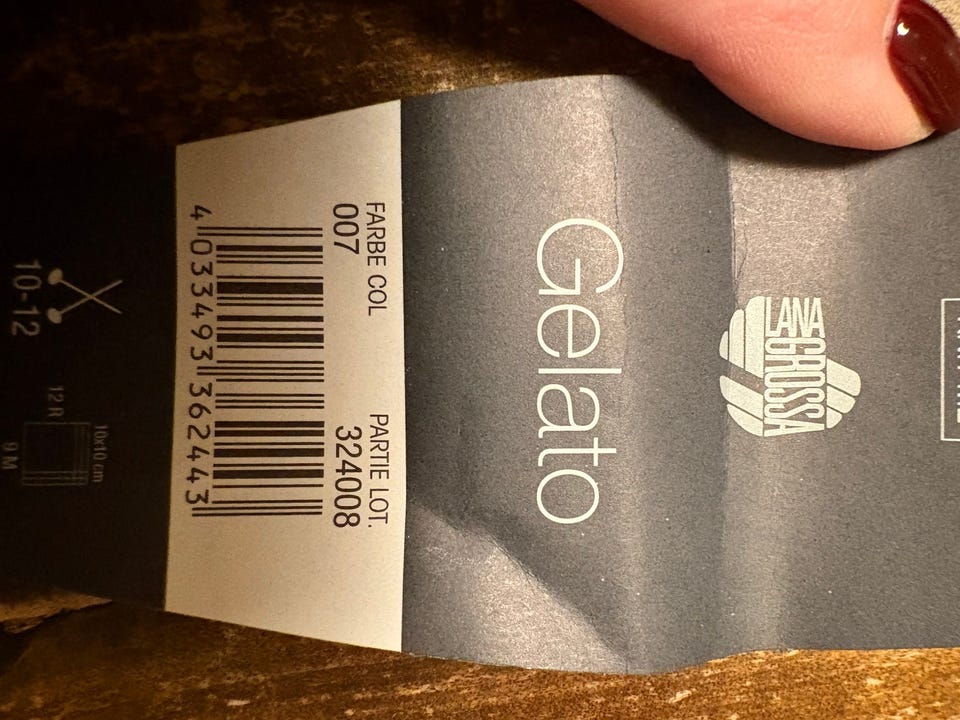 LANA
GROSSA
Gelato
FARBE COL
007
PARTIE LOT.
324008
4 033493 362443
10-12
10x10 cm
12 R
9 M